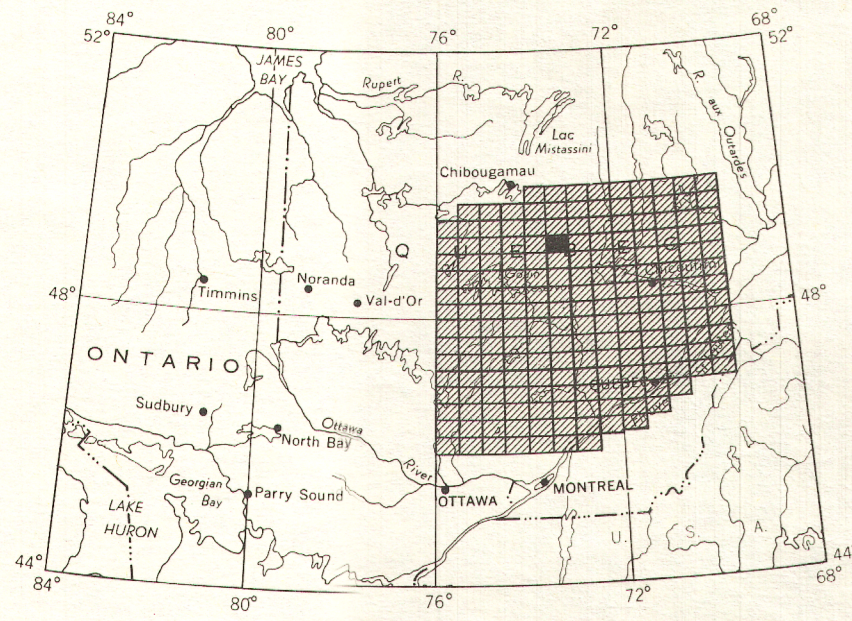 84°
80°
76°
72°
68°
52°
52°
JAMES
BAY
Rupert R.
R. aux Outardes
Lac
Mistassini
Chibougamau
QUEBEC
Gouin
Chicoutimi
Noranda
Timmins
Val-d'Or
48°
48°
ONTARIO
QUÉBEC
Sudbury
North Bay
Ottawa
River
Georgian
Bay
Parry Sound
OTTAWA
MONTREAL
LAKE
HURON
U. S. A.
44°
44°
84°
80°
76°
72°
68°